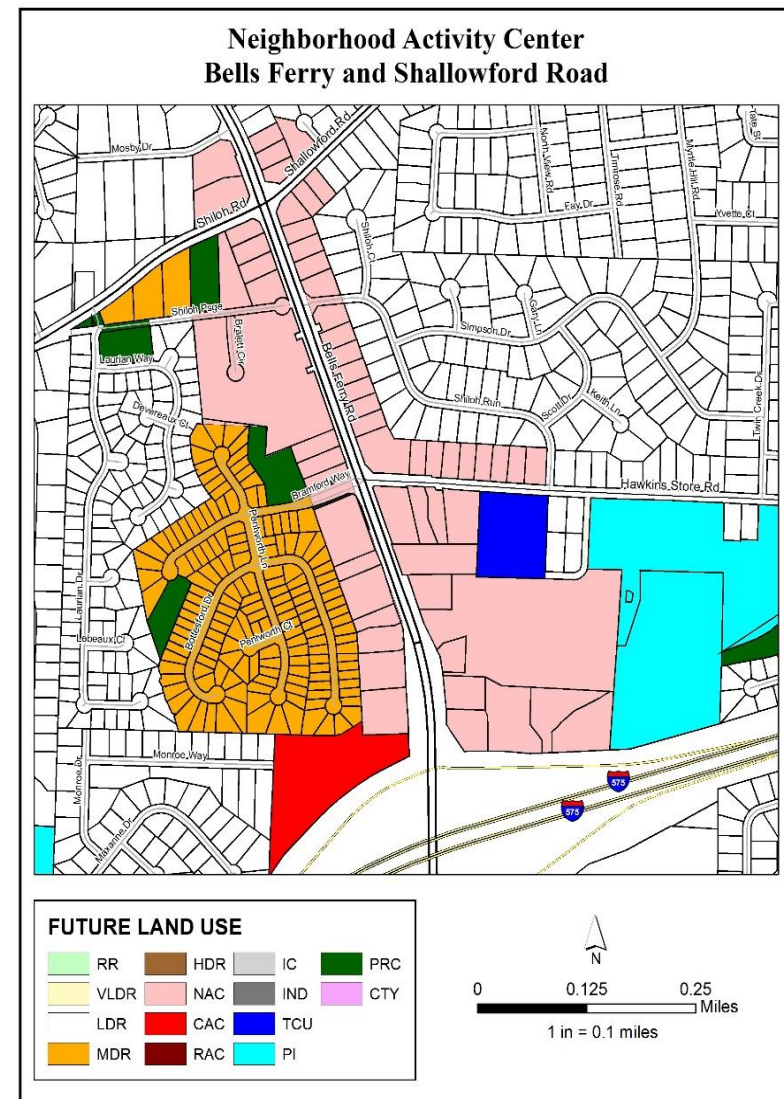 Neighborhood Activity Center
Bells Ferry and Shallowford Road
Mosby Dr
Shallowford Rd
North View Rd
Timrose Rd
Myrtle Hill Rd
Tate St
Shiloh Rd
Fay Dr
Yvette Ct
Shiloh Ct
Shiloh Psge
Bralett Cir
Bells Ferry Rd
Simpson Dr
Gary Ln
Laurian Way
Devereaux Ct
Shiloh Run
Scott Dr
Keith Ln
Twin Creek Dr
Bramford Way
Hawkins Store Rd
Pentworth Ln
Laurian Dr
Lebeaux Ct
Bottesford Dr
Pentworth Ct
Monroe Way
Monroe Dr
Maxanne Dr
575
575
FUTURE LAND USE
RR HDR IC PRC
VLDR NAC IND CTY
LDR CAC TCU
MDR RAC PI
N
0 0.125 0.25
Miles
1 in = 0.1 miles